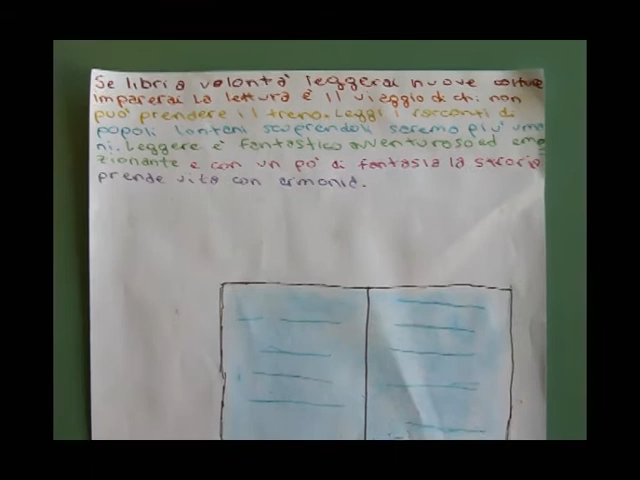 Se libri a volontà leggerai nuove
Imparerai La lettura è Il viaggio di chi non
può prendere il treno. Leggi i racconti di
popoli lontani scoprendoli saremo più uma
ni. Leggere è fantastico avventuroso ed emo
zionante e con un po' di fantasia la storia
prende vita con armonia.